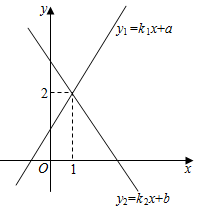 y
y₁=k₁x+a
2
O
1
x
y₂=k₂x+b